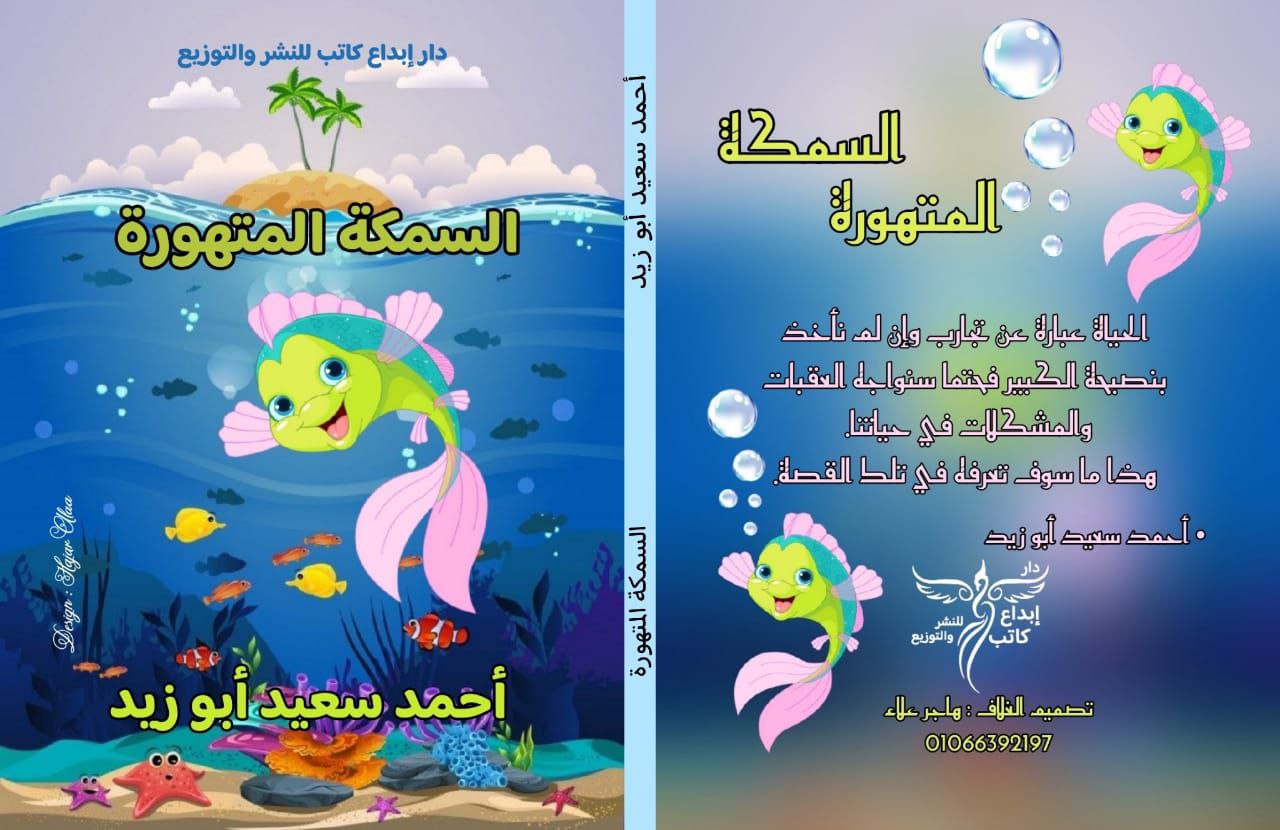 دار إبداع كاتب للنشر والتوزيع
السمكة المتهورة
Design : Hajar Alaa
أحمد سعيد أبو زيد
أحمد سعيد أبو زيد
السمكة المتهورة
السمكة
المتهورة
الحياة عبارة عن تجارب وإن لم نأخذ
بنصيحة الكبير فحتما سنواجه العقبات
والمشكلات في حياتنا.
وهذا ما سوف تعرفه في تلك القصة.
• أحمد سعيد أبو زيد
دار
إبداع
كاتب
للنشر
والتوزيع
تصميم الغلاف : هاجر علاء
01066392197